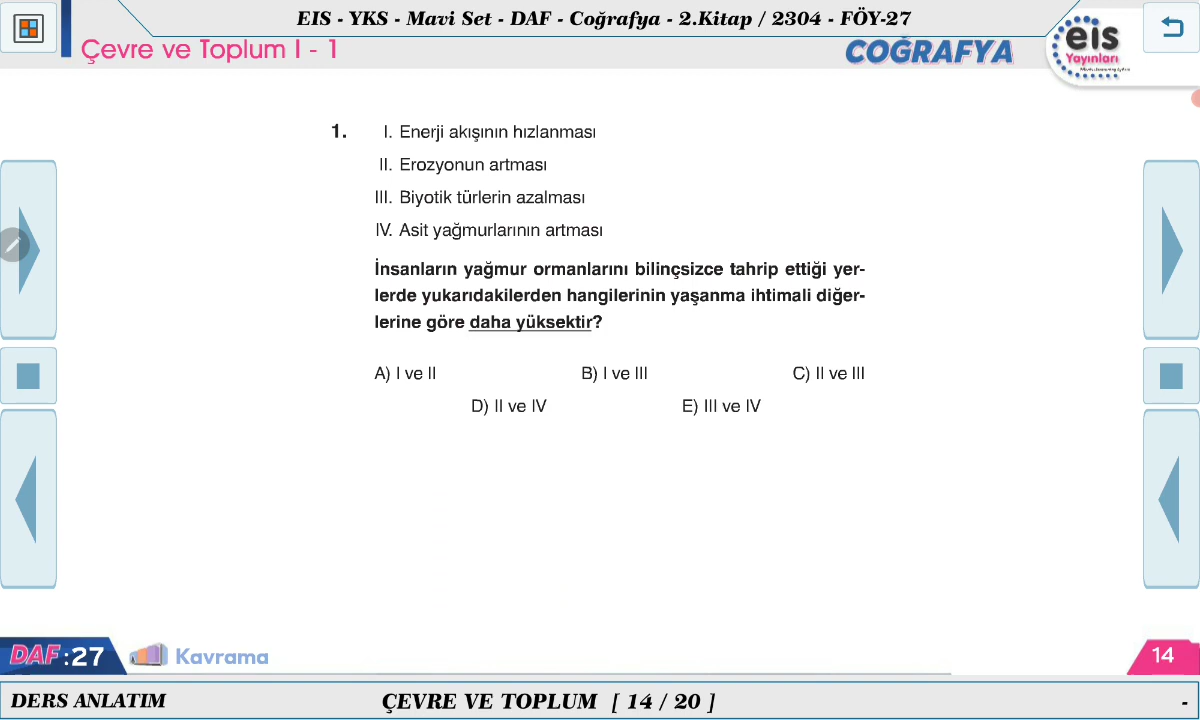 EIS - YKS - Mavi Set - DAF - Coğrafya - 2.Kitap / 2304 - FÖY-27
Çevre ve Toplum I - 1
COĞRAFYA
eis
Yayınları
1.
I. Enerji akışının hızlanması
II. Erozyonun artması
III. Biyotik türlerin azalması
IV. Asit yağmurlarının artması
İnsanların yağmur ormanlarını bilinçsizce tahrip ettiği yer-
lerde yukarıdakilerden hangilerinin yaşanma ihtimali diğer-
lerine göre daha yüksektir?
A) I ve II B) I ve III C) II ve III
D) II ve IV E) III ve IV
DAF:27 Kavrama
14
DERS ANLATIM ÇEVRE VE TOPLUM [ 14 / 20 ] -